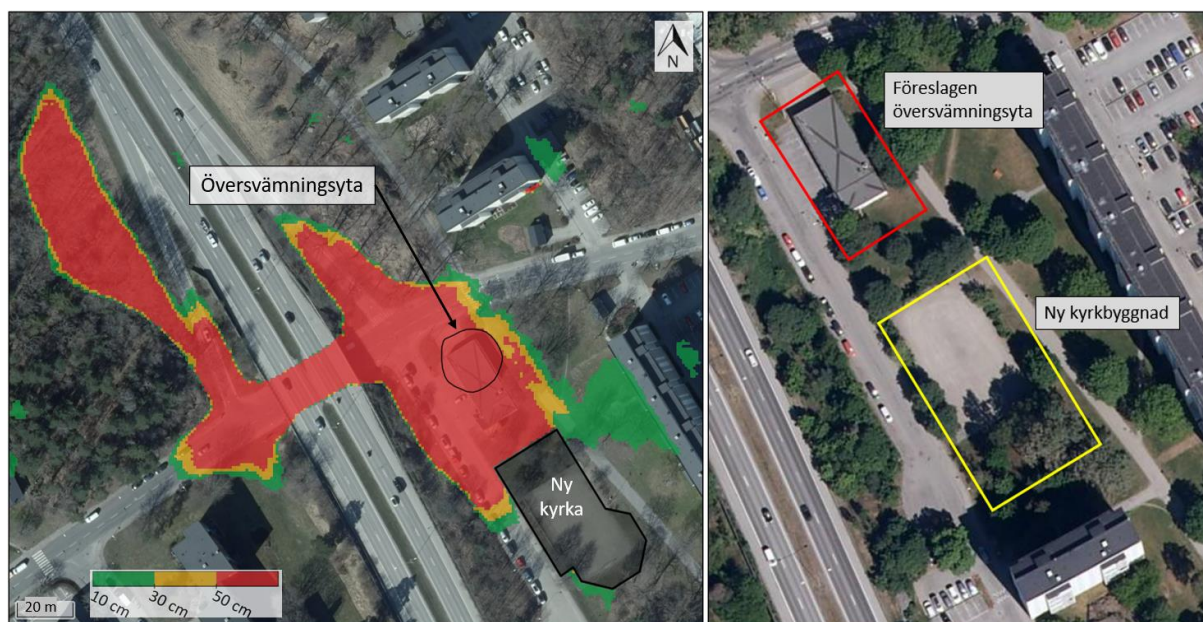 N
Översvämningsyta
Ny
kyrka
10 cm
30 cm
50 cm
20 m
Föreslagen
översvämningsyta
Ny kyrkbyggnad